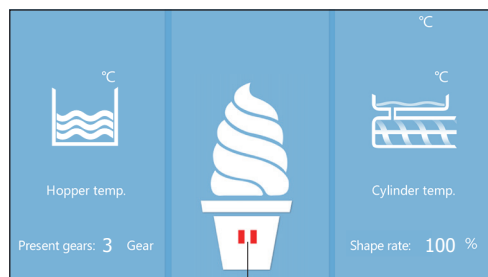 ℃
℃
℃
Hopper temp.
Cylinder temp.
Present gears: 3 Gear
Shape rate: 100 %